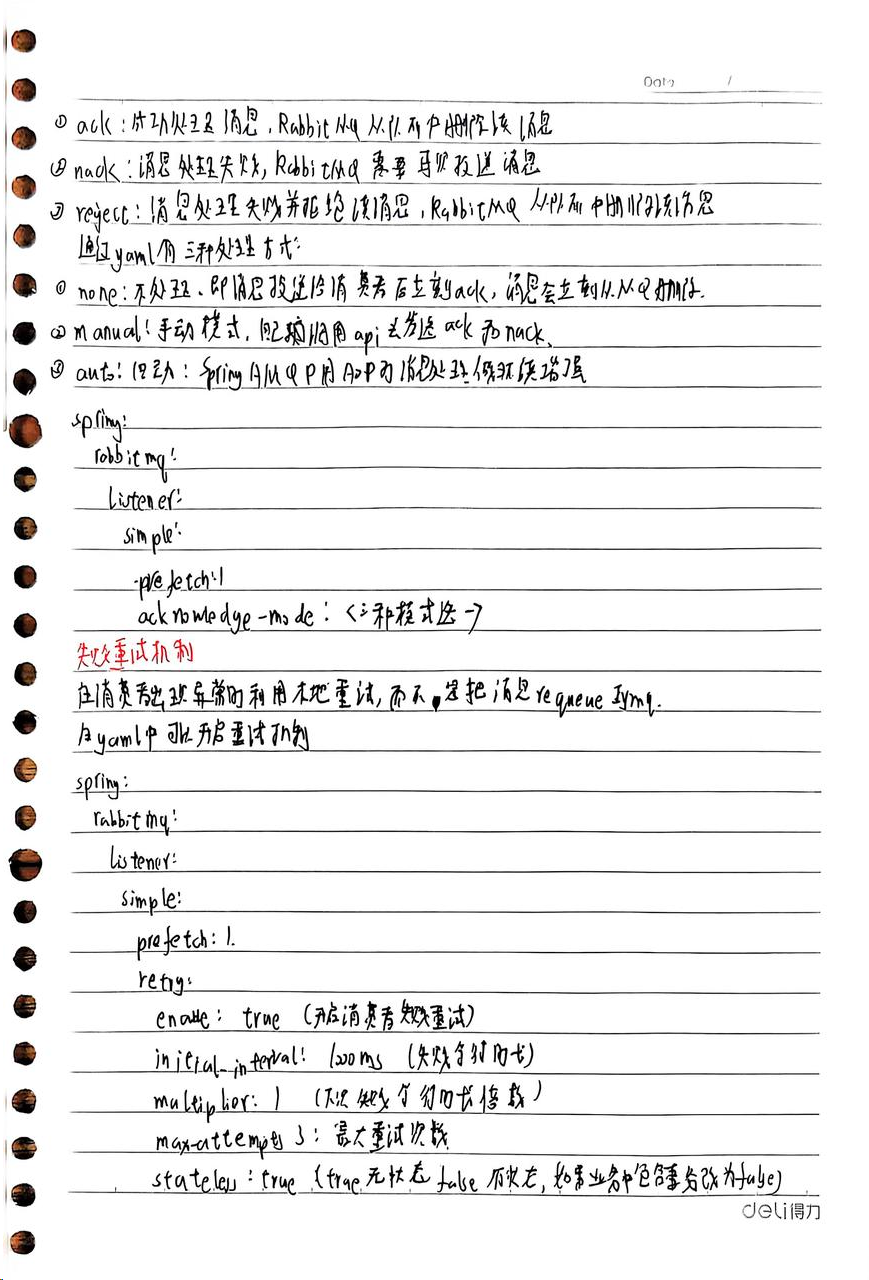 Date /
① ack：成功处理消息，RabbitMQ从队列中删除该消息
② nack：消息处理失败，RabbitMQ需要再次投递消息
③ reject：消息处理失败并拒绝该消息，RabbitMQ从队列中删除该消息
通过yaml有三种处理方式：
① none：不处理、即消息投递给消费者后立刻ack，消息会立刻从MQ删除.
② manual：手动模式，自己编调用api去发送ack和nack、
③ auto：自动：Spring AMQP用AOP对消息处理做环绕增强
spring:
rabbitmq:
listener:
simple:
prefetch:1
acknowledge-mode: <三种模式选一>
失败重试机制
在消费者出现异常时利用本地重试，而不是把消息requeue到mq.
在yaml中可以开启重试机制
spring:
rabbitmq:
listener:
simple:
prefetch: 1.
retry:
enable: true （开启消费者失败重试）
initial_interval: 1000ms （失败等待时长）
multiplier: 1 （下次失败等待时长倍数）
max-attempts 3：最大重试次数
stateless: true （true无状态 false有状态，如果业务中包含事务改为false）
deli得力